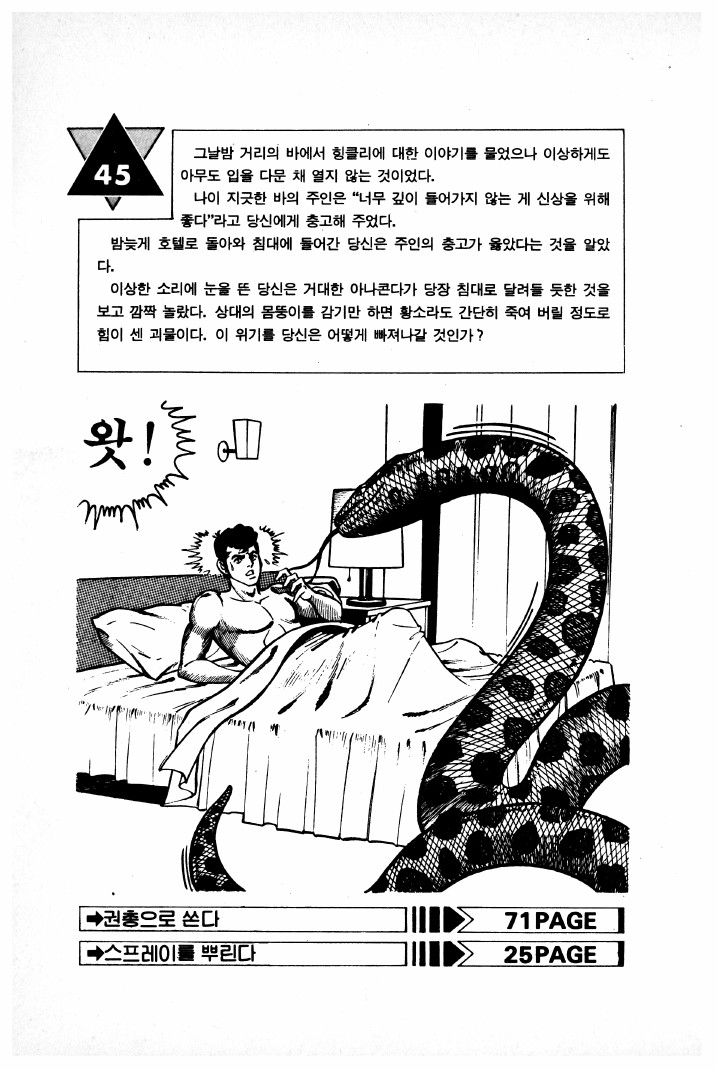 45
그날밤 거리의 바에서 힝클리에 대한 이야기를 물었으나 이상하게도
아무도 입을 다문 채 열지 않는 것이었다.
나이 지긋한 바의 주인은 “너무 깊이 들어가지 않는 게 신상을 위해
좋다”라고 당신에게 충고해 주었다.
밤늦게 호텔로 돌아와 침대에 들어간 당신은 주인의 충고가 옳았다는 것을 알았
다.
이상한 소리에 눈을 뜬 당신은 거대한 아나콘다가 당장 침대로 달려들 듯한 것을
보고 깜짝 놀랐다. 상대의 몸뚱이를 감기만 하면 황소라도 간단히 죽여 버릴 정도로
힘이 센 괴물이다. 이 위기를 당신은 어떻게 빠져나갈 것인가?
왓!
➡권총으로 쏜다 71PAGE
➡스프레이를 뿌린다 25PAGE